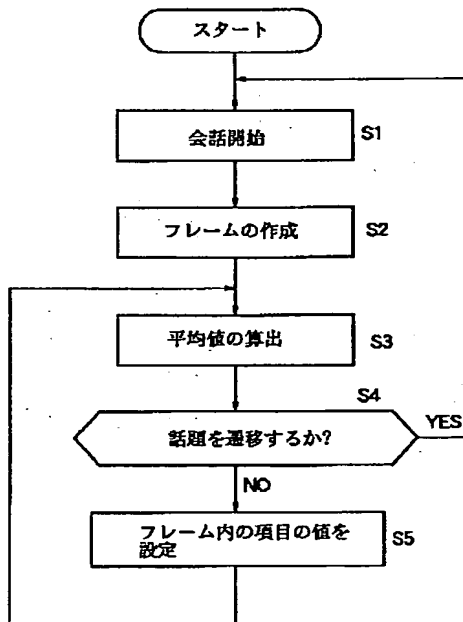 スタート
会話開始
S1
フレームの作成
S2
平均値の算出
S3
S4
話題を遷移するか?
YES
NO
フレーム内の項目の値を
設定
S5